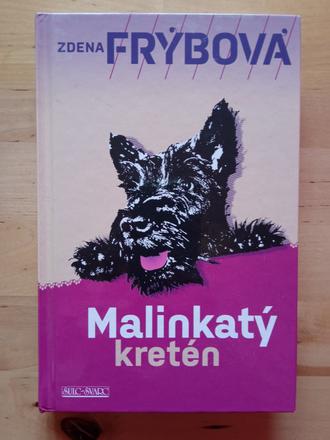 ZDENA FRÝBOVÁ
Malinkatý
kretén
ŠULC-ŠVARC